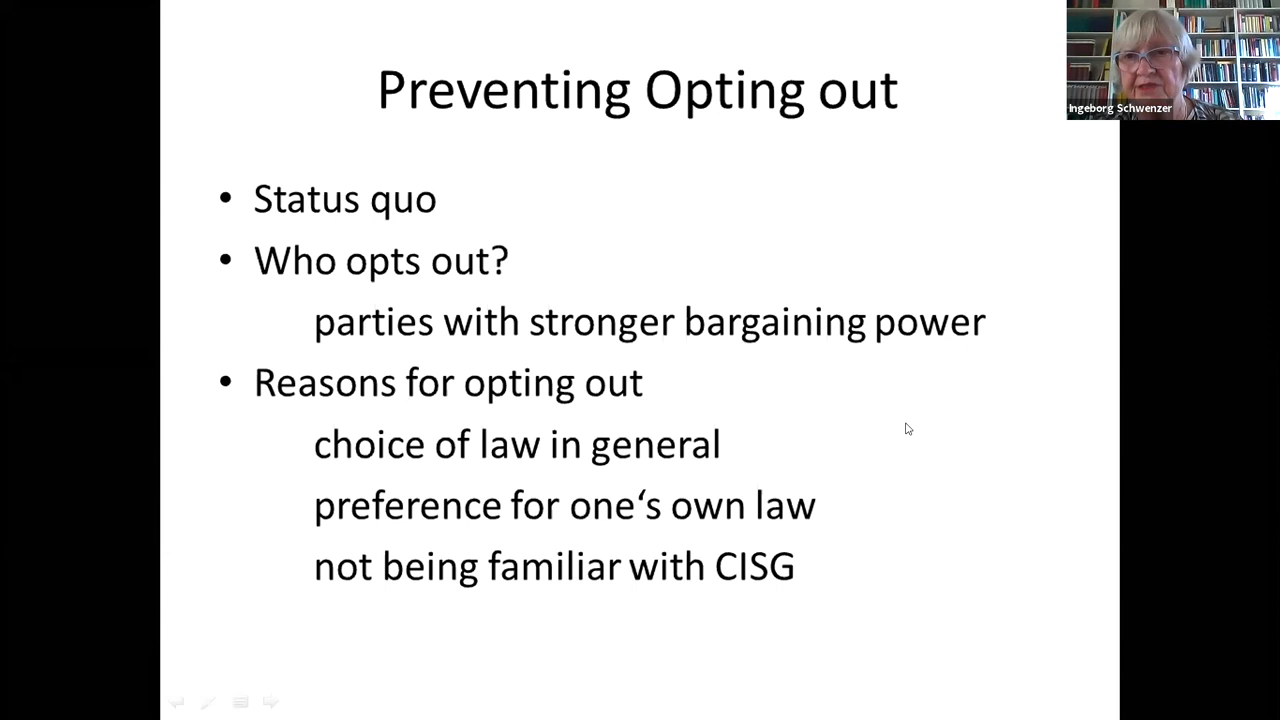 Preventing Opting out
Ingeborg Schwenzer
• Status quo
• Who opts out?
parties with stronger bargaining power
• Reasons for opting out
choice of law in general
preference for one‘s own law
not being familiar with CISG